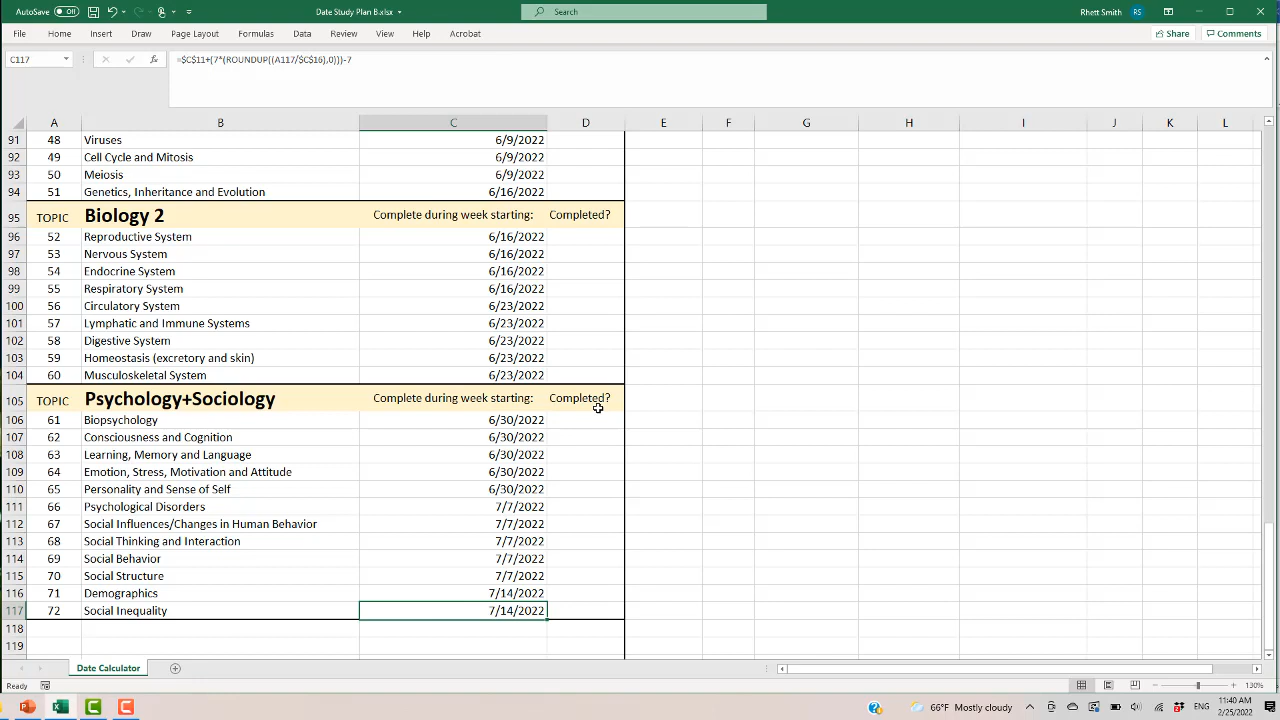 AutoSave Off Date Study Plan B.xlsx Search Rhett Smith RS
File Home Insert Draw Page Layout Formulas Data Review View Help Acrobat Share Comments
C117 fx =$C$11+(7*(ROUNDUP((A117/$C$16),0)))-7
A B C D E F G H I J K L
91 48 Viruses 6/9/2022
92 49 Cell Cycle and Mitosis 6/9/2022
93 50 Meiosis 6/9/2022
94 51 Genetics, Inheritance and Evolution 6/16/2022
95 TOPIC Biology 2 Complete during week starting: Completed?
96 52 Reproductive System 6/16/2022
97 53 Nervous System 6/16/2022
98 54 Endocrine System 6/16/2022
99 55 Respiratory System 6/16/2022
100 56 Circulatory System 6/23/2022
101 57 Lymphatic and Immune Systems 6/23/2022
102 58 Digestive System 6/23/2022
103 59 Homeostasis (excretory and skin) 6/23/2022
104 60 Musculoskeletal System 6/23/2022
105 TOPIC Psychology+Sociology Complete during week starting: Completed?
106 61 Biopsychology 6/30/2022
107 62 Consciousness and Cognition 6/30/2022
108 63 Learning, Memory and Language 6/30/2022
109 64 Emotion, Stress, Motivation and Attitude 6/30/2022
110 65 Personality and Sense of Self 6/30/2022
111 66 Psychological Disorders 7/7/2022
112 67 Social Influences/Changes in Human Behavior 7/7/2022
113 68 Social Thinking and Interaction 7/7/2022
114 69 Social Behavior 7/7/2022
115 70 Social Structure 7/7/2022
116 71 Demographics 7/14/2022
117 72 Social Inequality 7/14/2022
118
119
Date Calculator
Ready 130%
66°F Mostly cloudy ENG 11:40 AM
2/25/2022